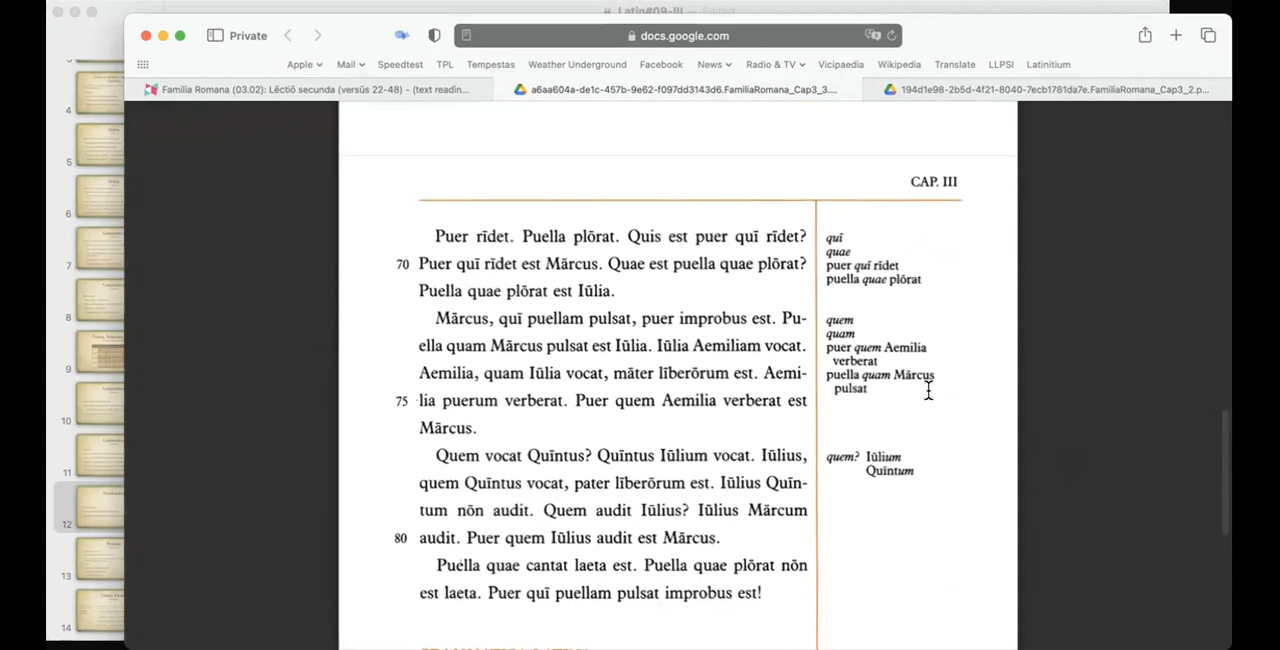 Latin#09-III — Edited
Private
docs.google.com
Apple Mail Speedtest TPL Tempestas Weather Underground Facebook News Radio & TV Vicipaedia Wikipedia Translate LLPSI Latinitium
Familia Romana (03.02): Lēctiō secunda (versūs 22-48) - (text readin...
a6aa604a-de1c-457b-9e62-f097dd3143d6.FamiliaRomana_Cap3_3....
194d1e98-2b5d-4f21-8040-7ecb1781da7e.FamiliaRomana_Cap3_2.p...
4
5
6
7
8
9
10
11
12
13
14
CAP. III
Puer rīdet. Puella plōrat. Quis est puer quī rīdet?
70 Puer quī rīdet est Mārcus. Quae est puella quae plōrat?
Puella quae plōrat est Iūlia.
Mārcus, quī puellam pulsat, puer improbus est. Pu-
ella quam Mārcus pulsat est Iūlia. Iūlia Aemiliam vocat.
Aemilia, quam Iūlia vocat, māter līberōrum est. Aemi-
75 lia puerum verberat. Puer quem Aemilia verberat est
Mārcus.
Quem vocat Quīntus? Quīntus Iūlium vocat. Iūlius,
quem Quīntus vocat, pater līberōrum est. Iūlius Quīn-
tum nōn audit. Quem audit Iūlius? Iūlius Mārcum
80 audit. Puer quem Iūlius audit est Mārcus.
Puella quae cantat laeta est. Puella quae plōrat nōn
est laeta. Puer quī puellam pulsat improbus est!
quī
quae
puer quī rīdet
puella quae plōrat
quem
quam
puer quem Aemilia
verberat
puella quam Mārcus
pulsat
quem? Iūlium
Quīntum